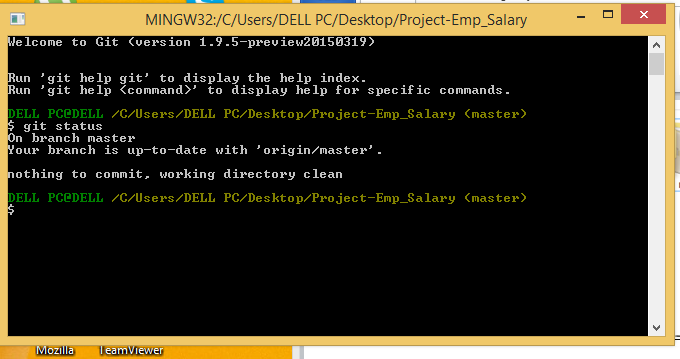 MINGW32:/C/Users/DELL PC/Desktop/Project-Emp_Salary
Welcome to Git (version 1.9.5-preview20150319)
Run 'git help git' to display the help index.
Run 'git help <command>' to display help for specific commands.
DELL PC@DELL /C/Users/DELL PC/Desktop/Project-Emp_Salary (master)
$ git status
On branch master
Your branch is up-to-date with 'origin/master'.
nothing to commit, working directory clean
DELL PC@DELL /C/Users/DELL PC/Desktop/Project-Emp_Salary (master)
$
Mozilla TeamViewer